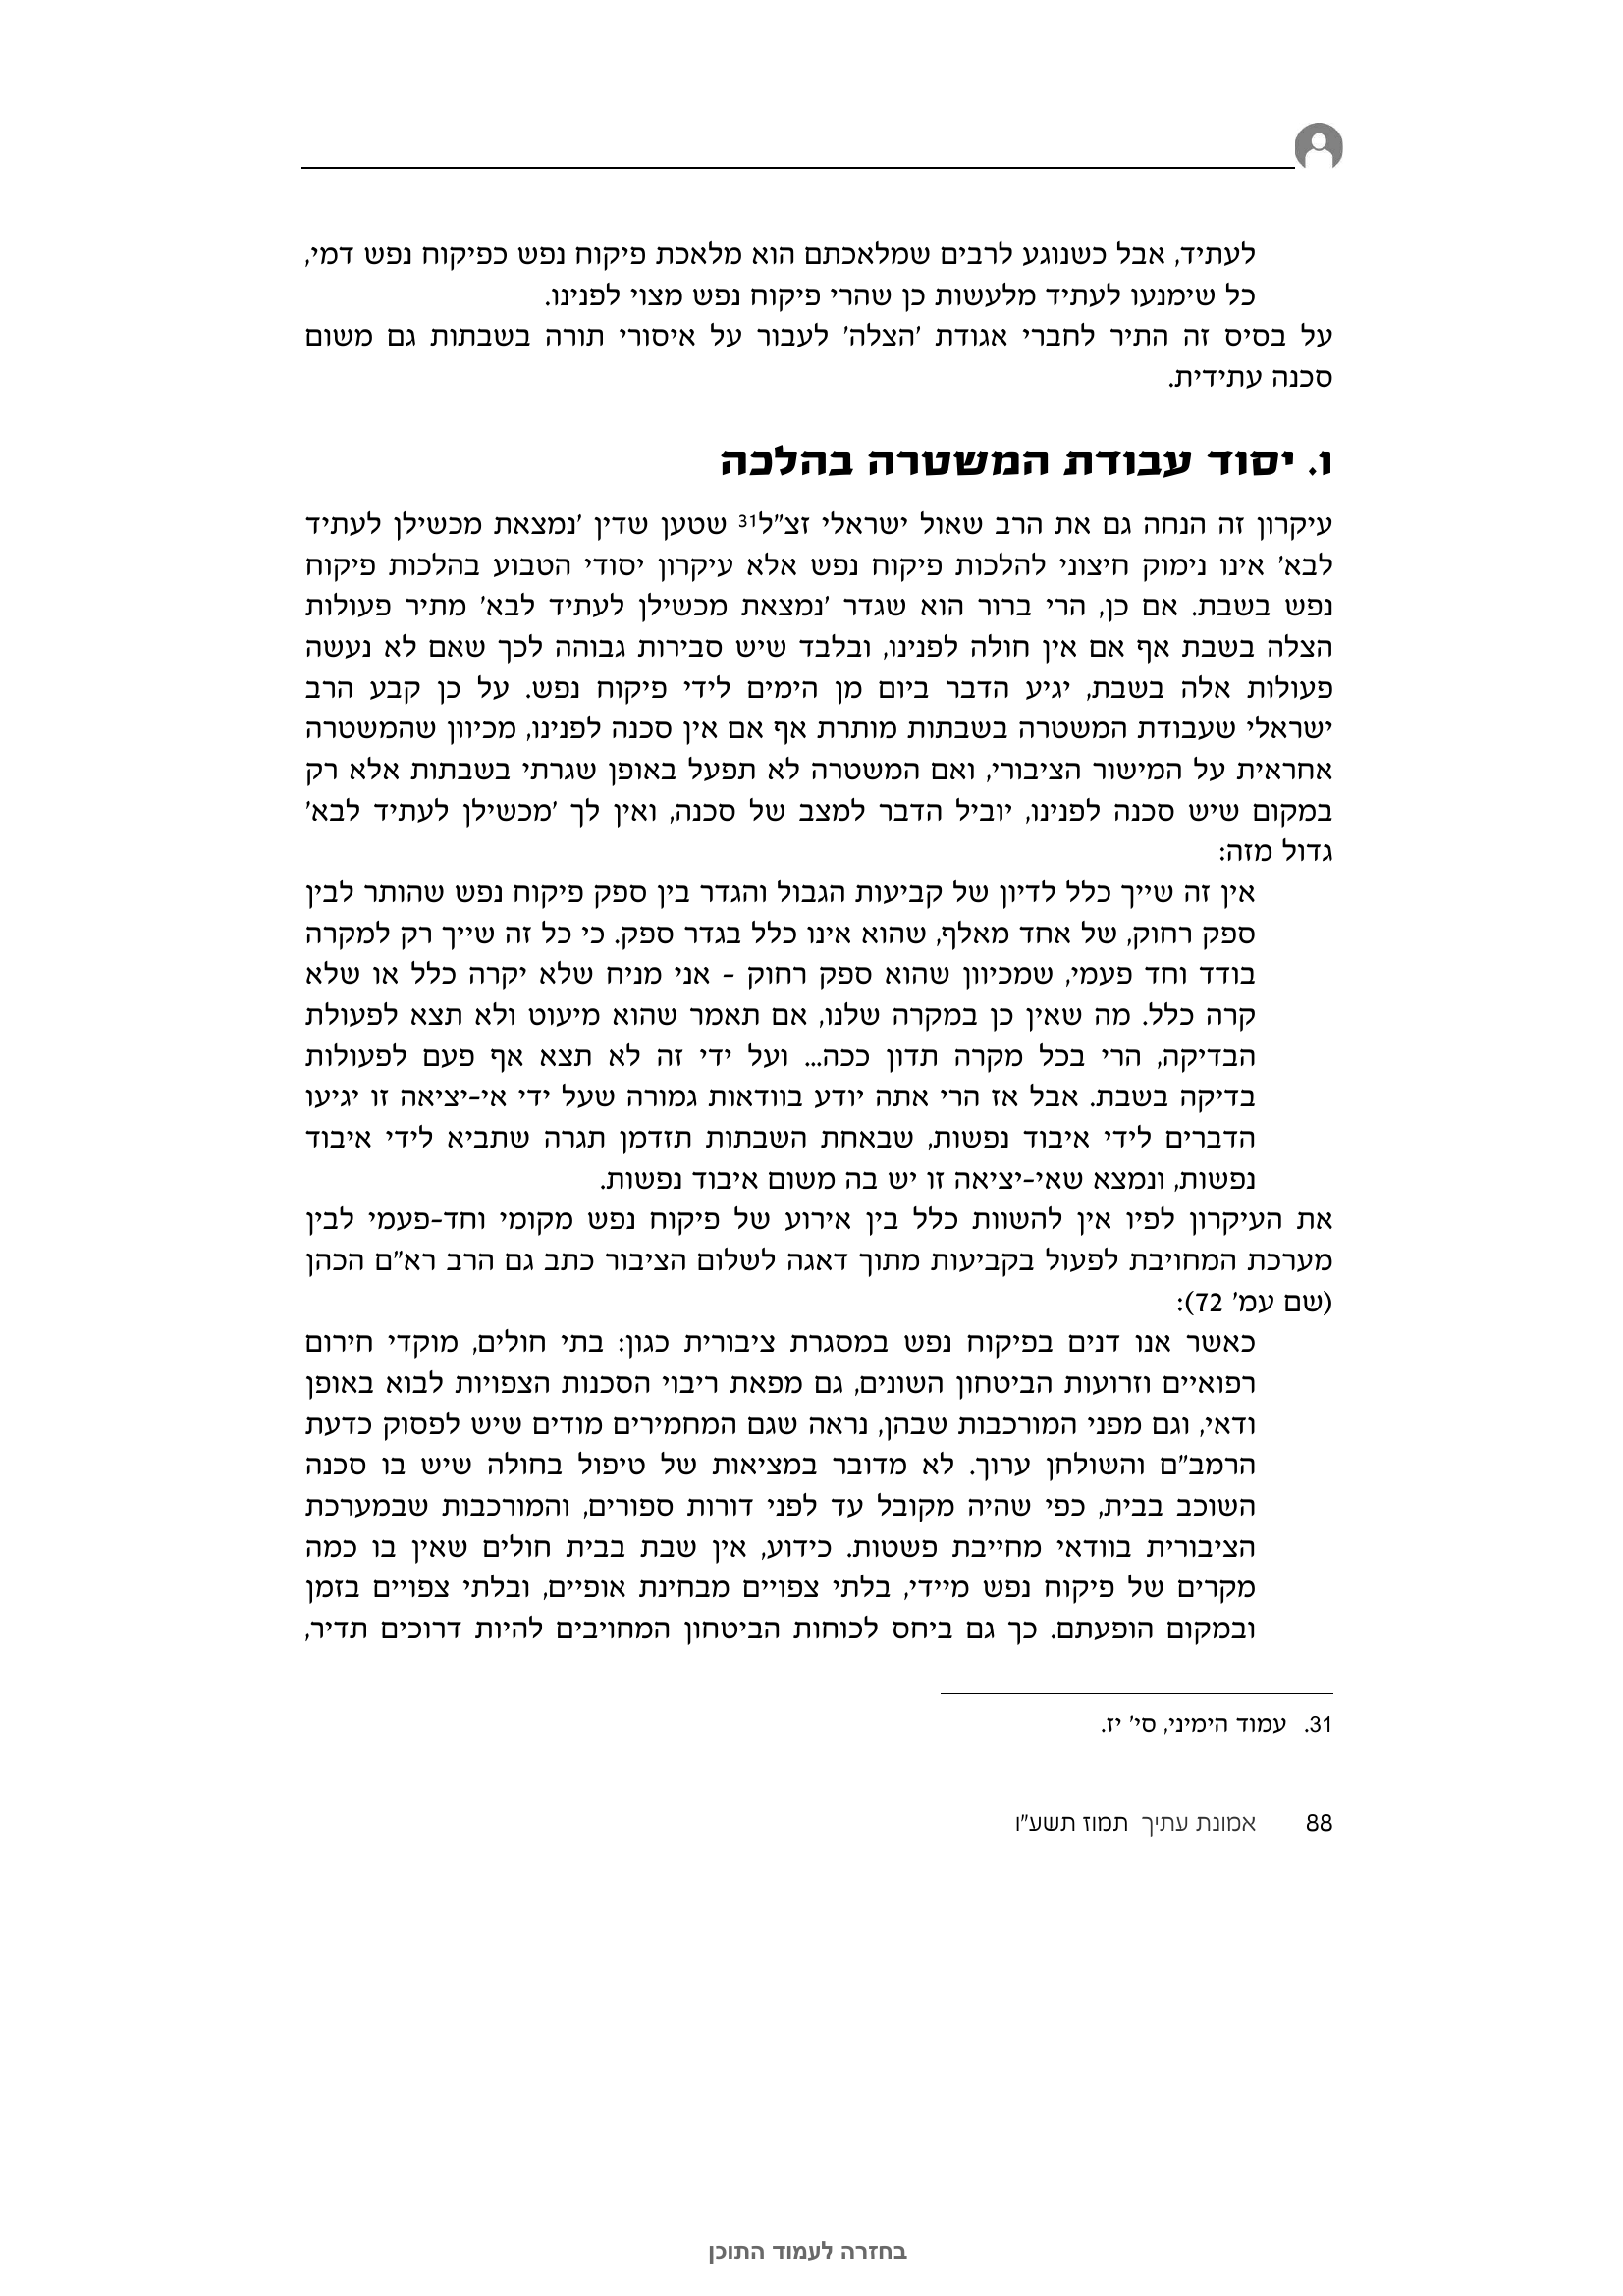 לעתיד, אבל כשנוגע לרבים שמלאכתם הוא מלאכת פיקוח נפש כפיקוח נפש דמי,
כל שימנעו לעתיד מלעשות כן שהרי פיקוח נפש מצוי לפנינו.
על בסיס זה התיר לחברי אגודת 'הצלה' לעבור על איסורי תורה בשבתות גם משום
סכנה עתידית.
ו. יסוד עבודת המשטרה בהלכה
עיקרון זה הנחה גם את הרב שאול ישראלי זצ"ל31 שטען שדין 'נמצאת מכשילן לעתיד
לבא' אינו נימוק חיצוני להלכות פיקוח נפש אלא עיקרון יסודי הטבוע בהלכות פיקוח
נפש בשבת. אם כן, הרי ברור הוא שגדר 'נמצאת מכשילן לעתיד לבא' מתיר פעולות
הצלה בשבת אף אם אין חולה לפנינו, ובלבד שיש סבירות גבוהה לכך שאם לא נעשה
פעולות אלה בשבת, יגיע הדבר ביום מן הימים לידי פיקוח נפש. על כן קבע הרב
ישראלי שעבודת המשטרה בשבתות מותרת אף אם אין סכנה לפנינו, מכיוון שהמשטרה
אחראית על המישור הציבורי, ואם המשטרה לא תפעל באופן שגרתי בשבתות אלא רק
במקום שיש סכנה לפנינו, יוביל הדבר למצב של סכנה, ואין לך 'מכשילן לעתיד לבא'
גדול מזה:
אין זה שייך כלל לדיון של קביעות הגבול והגדר בין ספק פיקוח נפש שהותר לבין
ספק רחוק, של אחד מאלף, שהוא אינו כלל בגדר ספק. כי כל זה שייך רק למקרה
בודד וחד פעמי, שמכיוון שהוא ספק רחוק – אני מניח שלא יקרה כלל או שלא
קרה כלל. מה שאין כן במקרה שלנו, אם תאמר שהוא מיעוט ולא תצא לפעולת
הבדיקה, הרי בכל מקרה תדון ככה... ועל ידי זה לא תצא אף פעם לפעולות
בדיקה בשבת. אבל אז הרי אתה יודע בוודאות גמורה שעל ידי אי-יציאה זו יגיעו
הדברים לידי איבוד נפשות, שבאחת השבתות תזדמן תגרה שתביא לידי איבוד
נפשות, ונמצא שאי-יציאה זו יש בה משום איבוד נפשות.
את העיקרון לפיו אין להשוות כלל בין אירוע של פיקוח נפש מקומי וחד-פעמי לבין
מערכת המחויבת לפעול בקביעות מתוך דאגה לשלום הציבור כתב גם הרב רא"ם הכהן
(שם עמ' 72):
כאשר אנו דנים בפיקוח נפש במסגרת ציבורית כגון: בתי חולים, מוקדי חירום
רפואיים וזרועות הביטחון השונים, גם מפאת ריבוי הסכנות הצפויות לבוא באופן
ודאי, וגם מפני המורכבות שבהן, נראה שגם המחמירים מודים שיש לפסוק כדעת
הרמב"ם והשולחן ערוך. לא מדובר במציאות של טיפול בחולה שיש בו סכנה
השוכב בבית, כפי שהיה מקובל עד לפני דורות ספורים, והמורכבות שבמערכת
הציבורית בוודאי מחייבת פשטות. כידוע, אין שבת בבית חולים שאין בו כמה
מקרים של פיקוח נפש מיידי, בלתי צפויים מבחינת אופיים, ובלתי צפויים בזמן
ובמקום הופעתם. כך גם ביחס לכוחות הביטחון המחויבים להיות דרוכים תדיר,
31. עמוד הימיני, סי' יז.
88 אמונת עתיך תמוז תשע"ו
בחזרה לעמוד התוכן